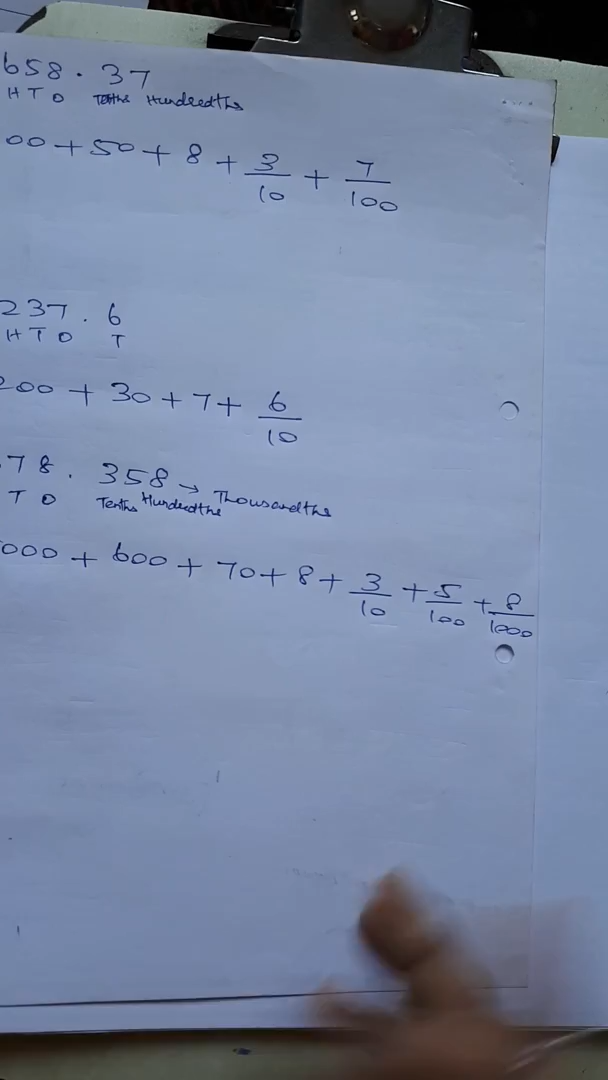 658.37
H T O Tenths Hundredths
00 + 50 + 8 + 3/10 + 7/100
237.6
H T O T
200 + 30 + 7 + 6/10
78.358 → Thousandths
T O Tenths Hundredths
000 + 600 + 70 + 8 + 3/10 + 5/100 + 8/1000